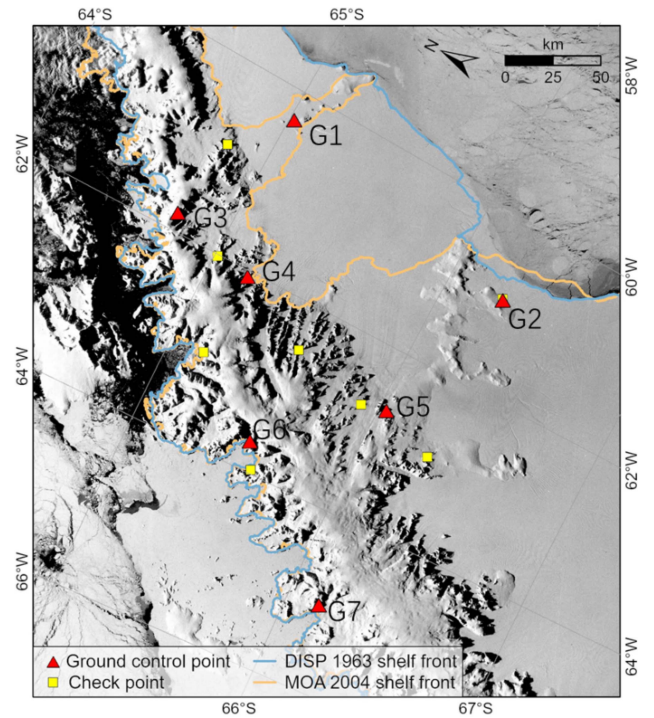 64°S
65°S
N
km
0 25 50
58°W
62°W
G1
G3
G4
60°W
G2
64°W
G5
G6
62°W
66°W
G7
64°W
Ground control point
DISP 1963 shelf front
Check point
MOA 2004 shelf front
66°W
67°W